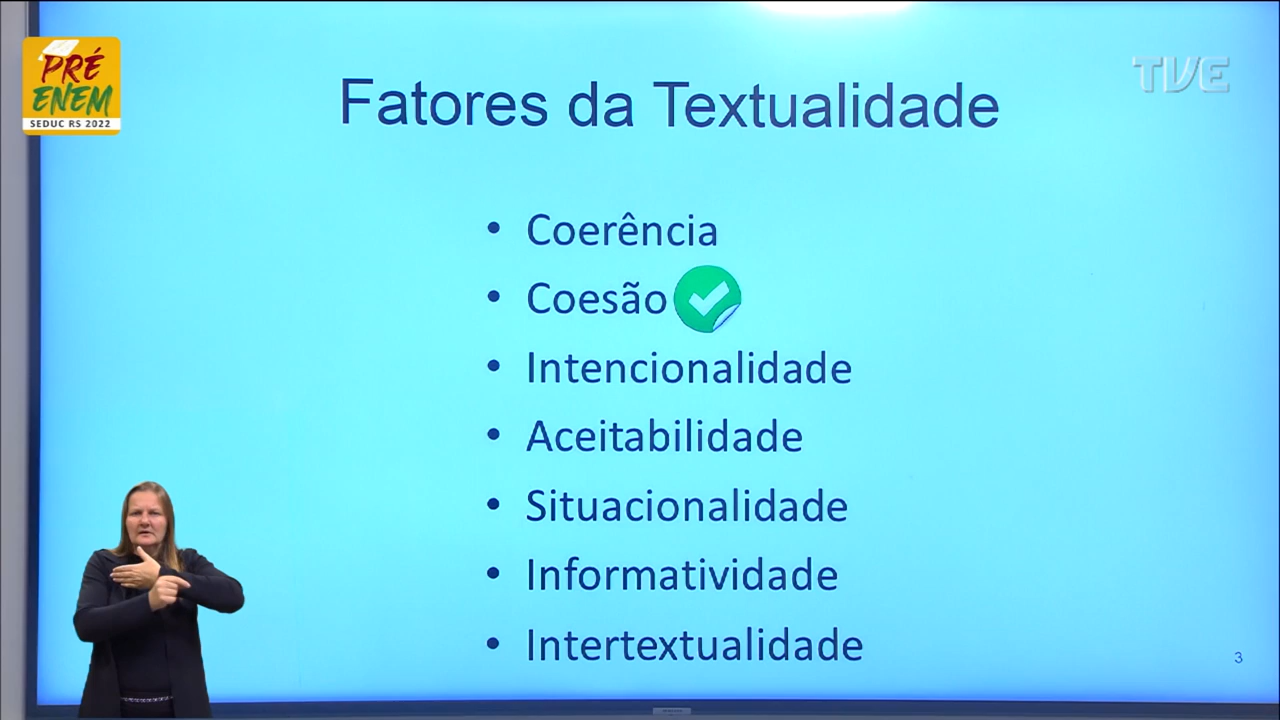 PRÉ
ENEM
SEDUC RS 2022
TVE
Fatores da Textualidade
• Coerência
• Coesão
• Intencionalidade
• Aceitabilidade
• Situacionalidade
• Informatividade
• Intertextualidade
3